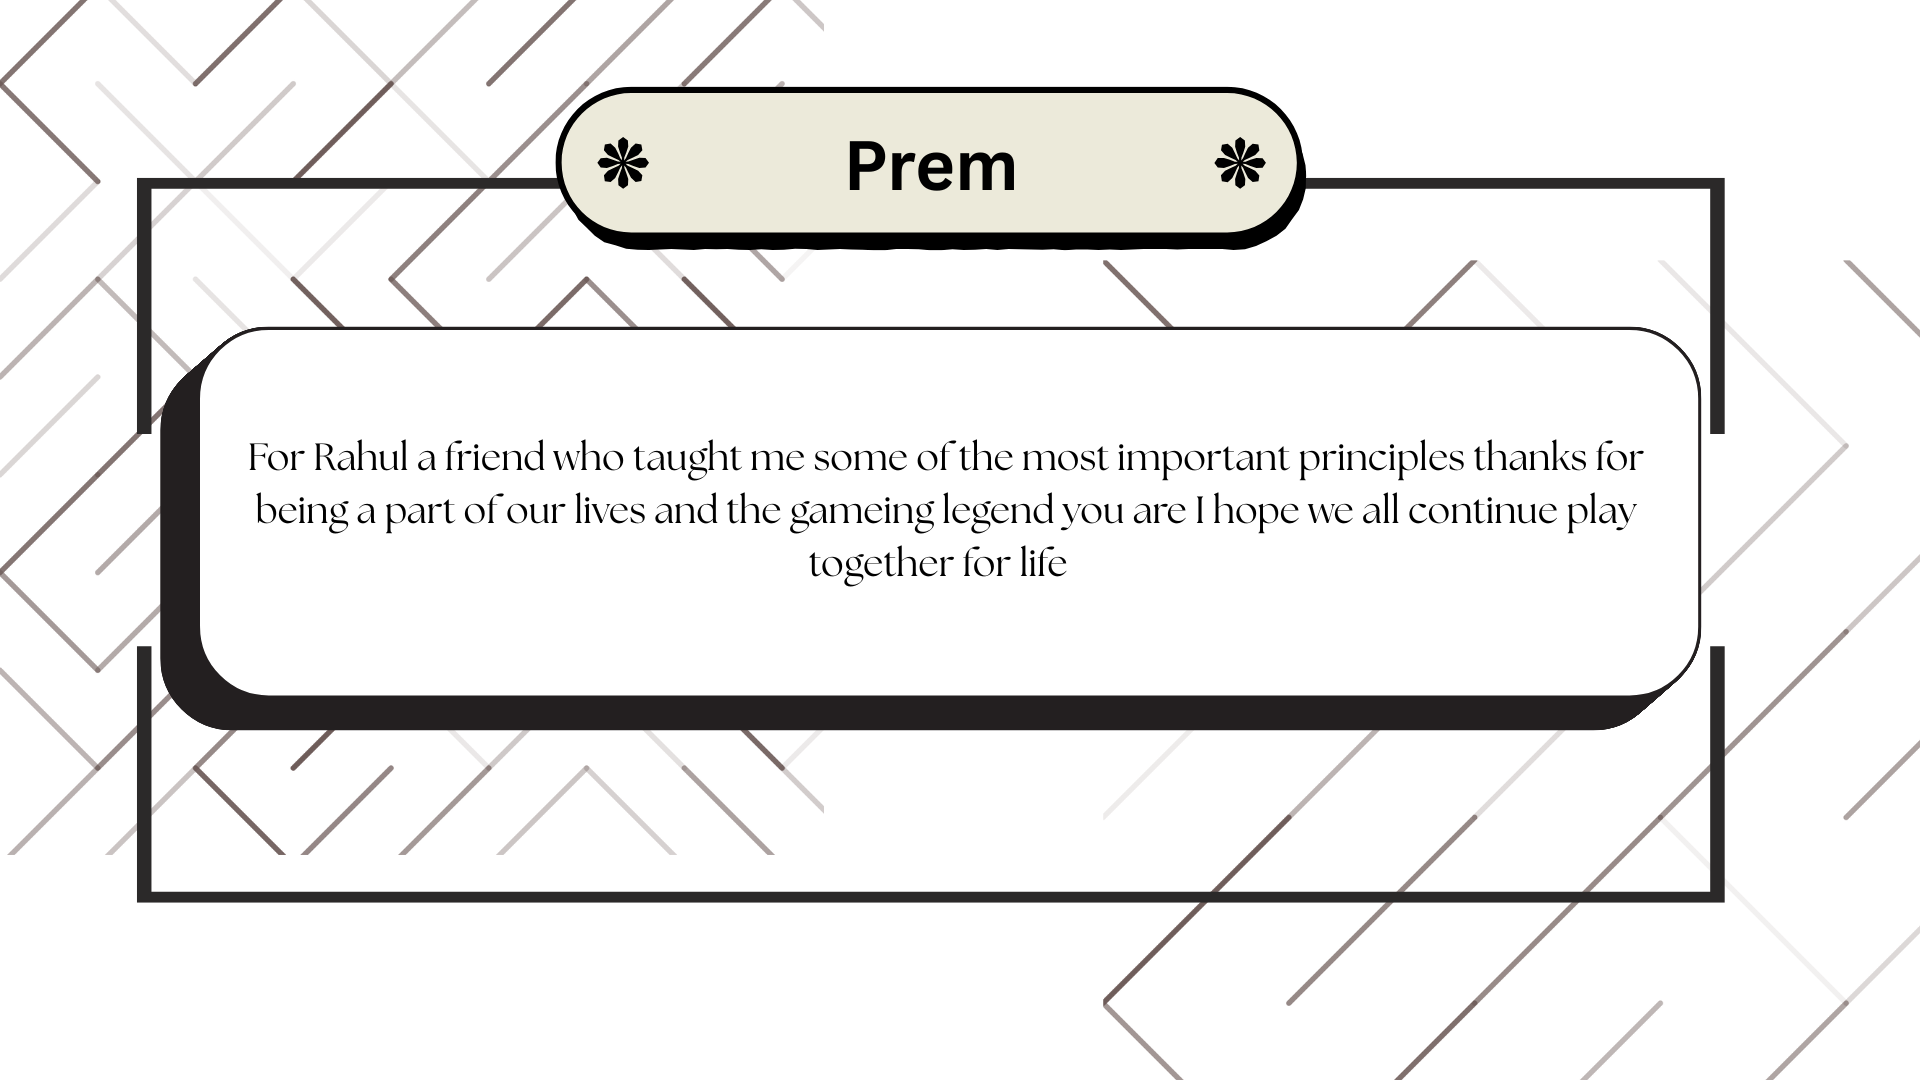 Prem
For Rahul a friend who taught me some of the most important principles thanks for
being a part of our lives and the gameing legend you are I hope we all continue play
together for life